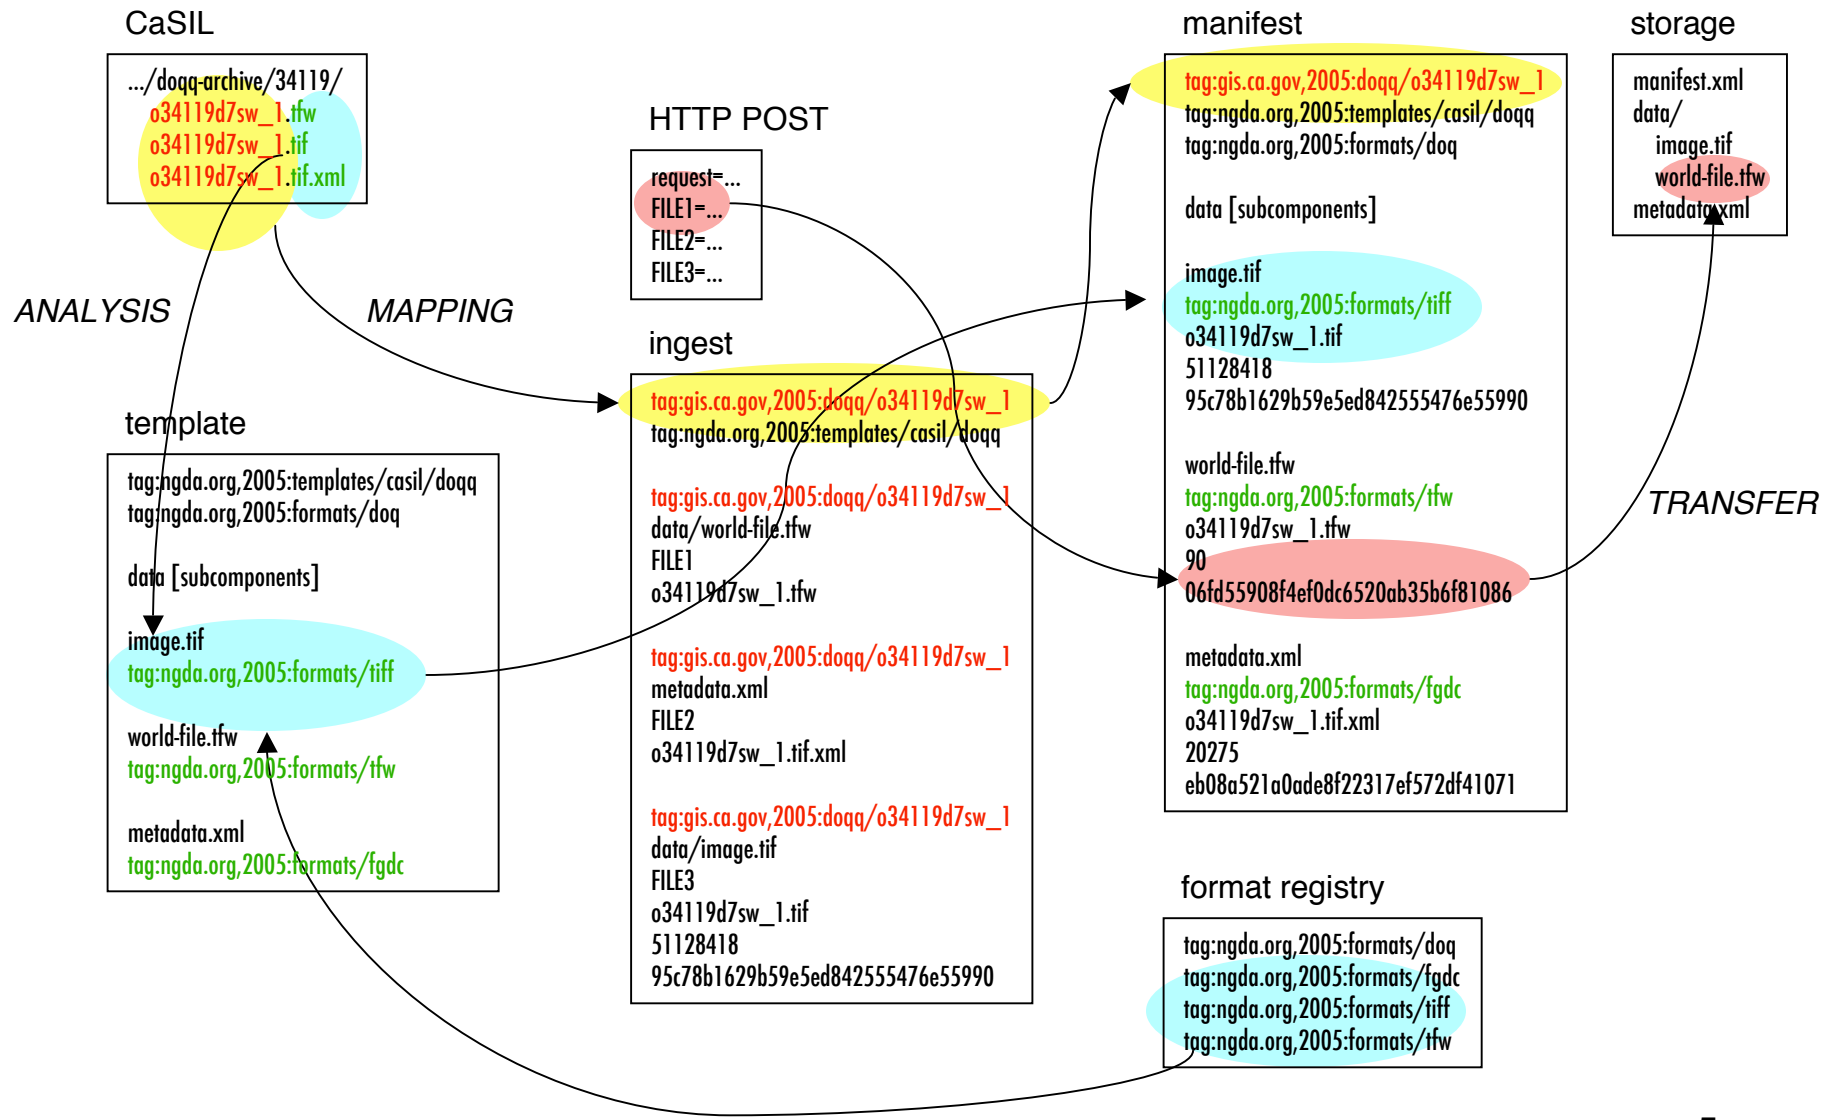 CaSIL
.../doqq-archive/34119/
o34119d7sw_1.tfw
o34119d7sw_1.tif
o34119d7sw_1.tif.xml
ANALYSIS
MAPPING
template
tag:ngda.org,2005:templates/casil/doqq
tag:ngda.org,2005:formats/doq
data [subcomponents]
image.tif
tag:ngda.org,2005:formats/tiff
world-file.tfw
tag:ngda.org,2005:formats/tfw
metadata.xml
tag:ngda.org,2005:formats/fgdc
HTTP POST
request=...
FILE1=...
FILE2=...
FILE3=...
ingest
tag:gis.ca.gov,2005:doqq/o34119d7sw_1
tag:ngda.org,2005:templates/casil/doqq
tag:gis.ca.gov,2005:doqq/o34119d7sw_1
data/world-file.tfw
FILE1
o34119d7sw_1.tfw
tag:gis.ca.gov,2005:doqq/o34119d7sw_1
metadata.xml
FILE2
o34119d7sw_1.tif.xml
tag:gis.ca.gov,2005:doqq/o34119d7sw_1
data/image.tif
FILE3
o34119d7sw_1.tif
51128418
95c78b1629b59e5ed842555476e55990
manifest
tag:gis.ca.gov,2005:doqq/o34119d7sw_1
tag:ngda.org,2005:templates/casil/doqq
tag:ngda.org,2005:formats/doq
data [subcomponents]
image.tif
tag:ngda.org,2005:formats/tiff
o34119d7sw_1.tif
51128418
95c78b1629b59e5ed842555476e55990
world-file.tfw
tag:ngda.org,2005:formats/tfw
o34119d7sw_1.tfw
90
06fd55908f4ef0dc6520ab35b6f81086
metadata.xml
tag:ngda.org,2005:formats/fgdc
o34119d7sw_1.tif.xml
20275
eb08a521a0ade8f22317ef572df41071
storage
manifest.xml
data/
image.tif
world-file.tfw
metadata.xml
TRANSFER
format registry
tag:ngda.org,2005:formats/doq
tag:ngda.org,2005:formats/fgdc
tag:ngda.org,2005:formats/tiff
tag:ngda.org,2005:formats/tfw